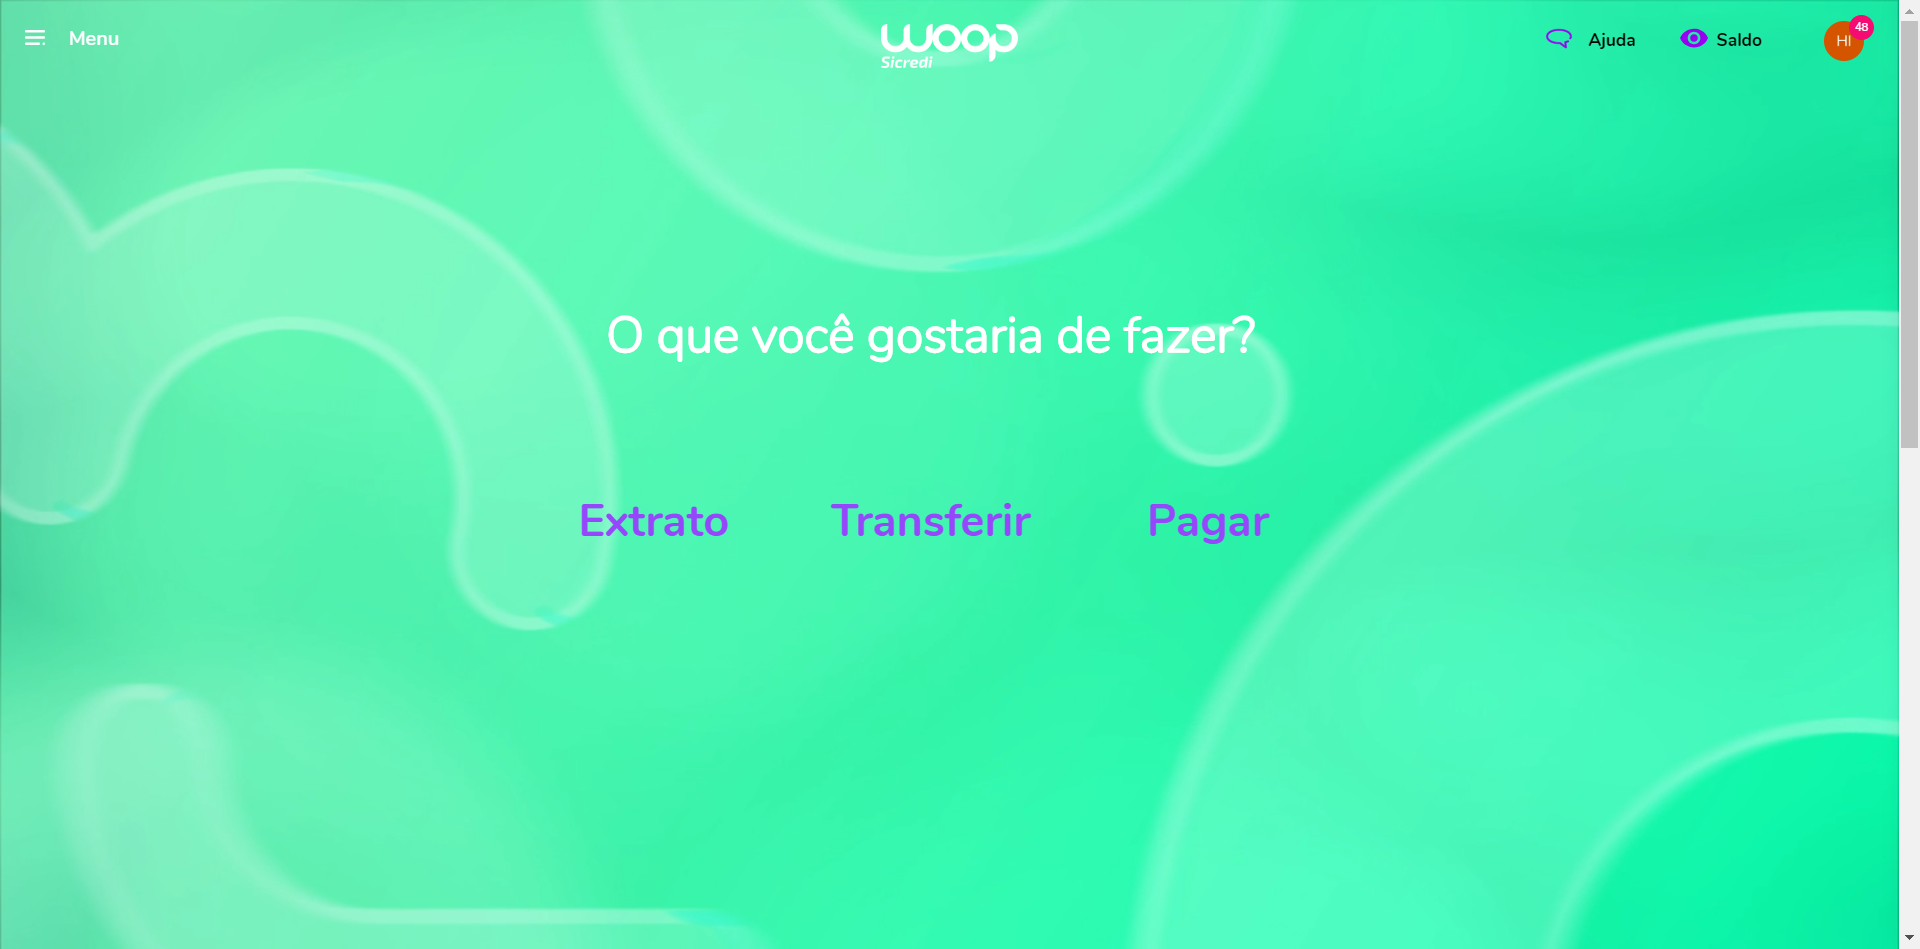 Menu
woop
Sicredi
Ajuda
Saldo
HI
48
O que você gostaria de fazer?
Extrato
Transferir
Pagar